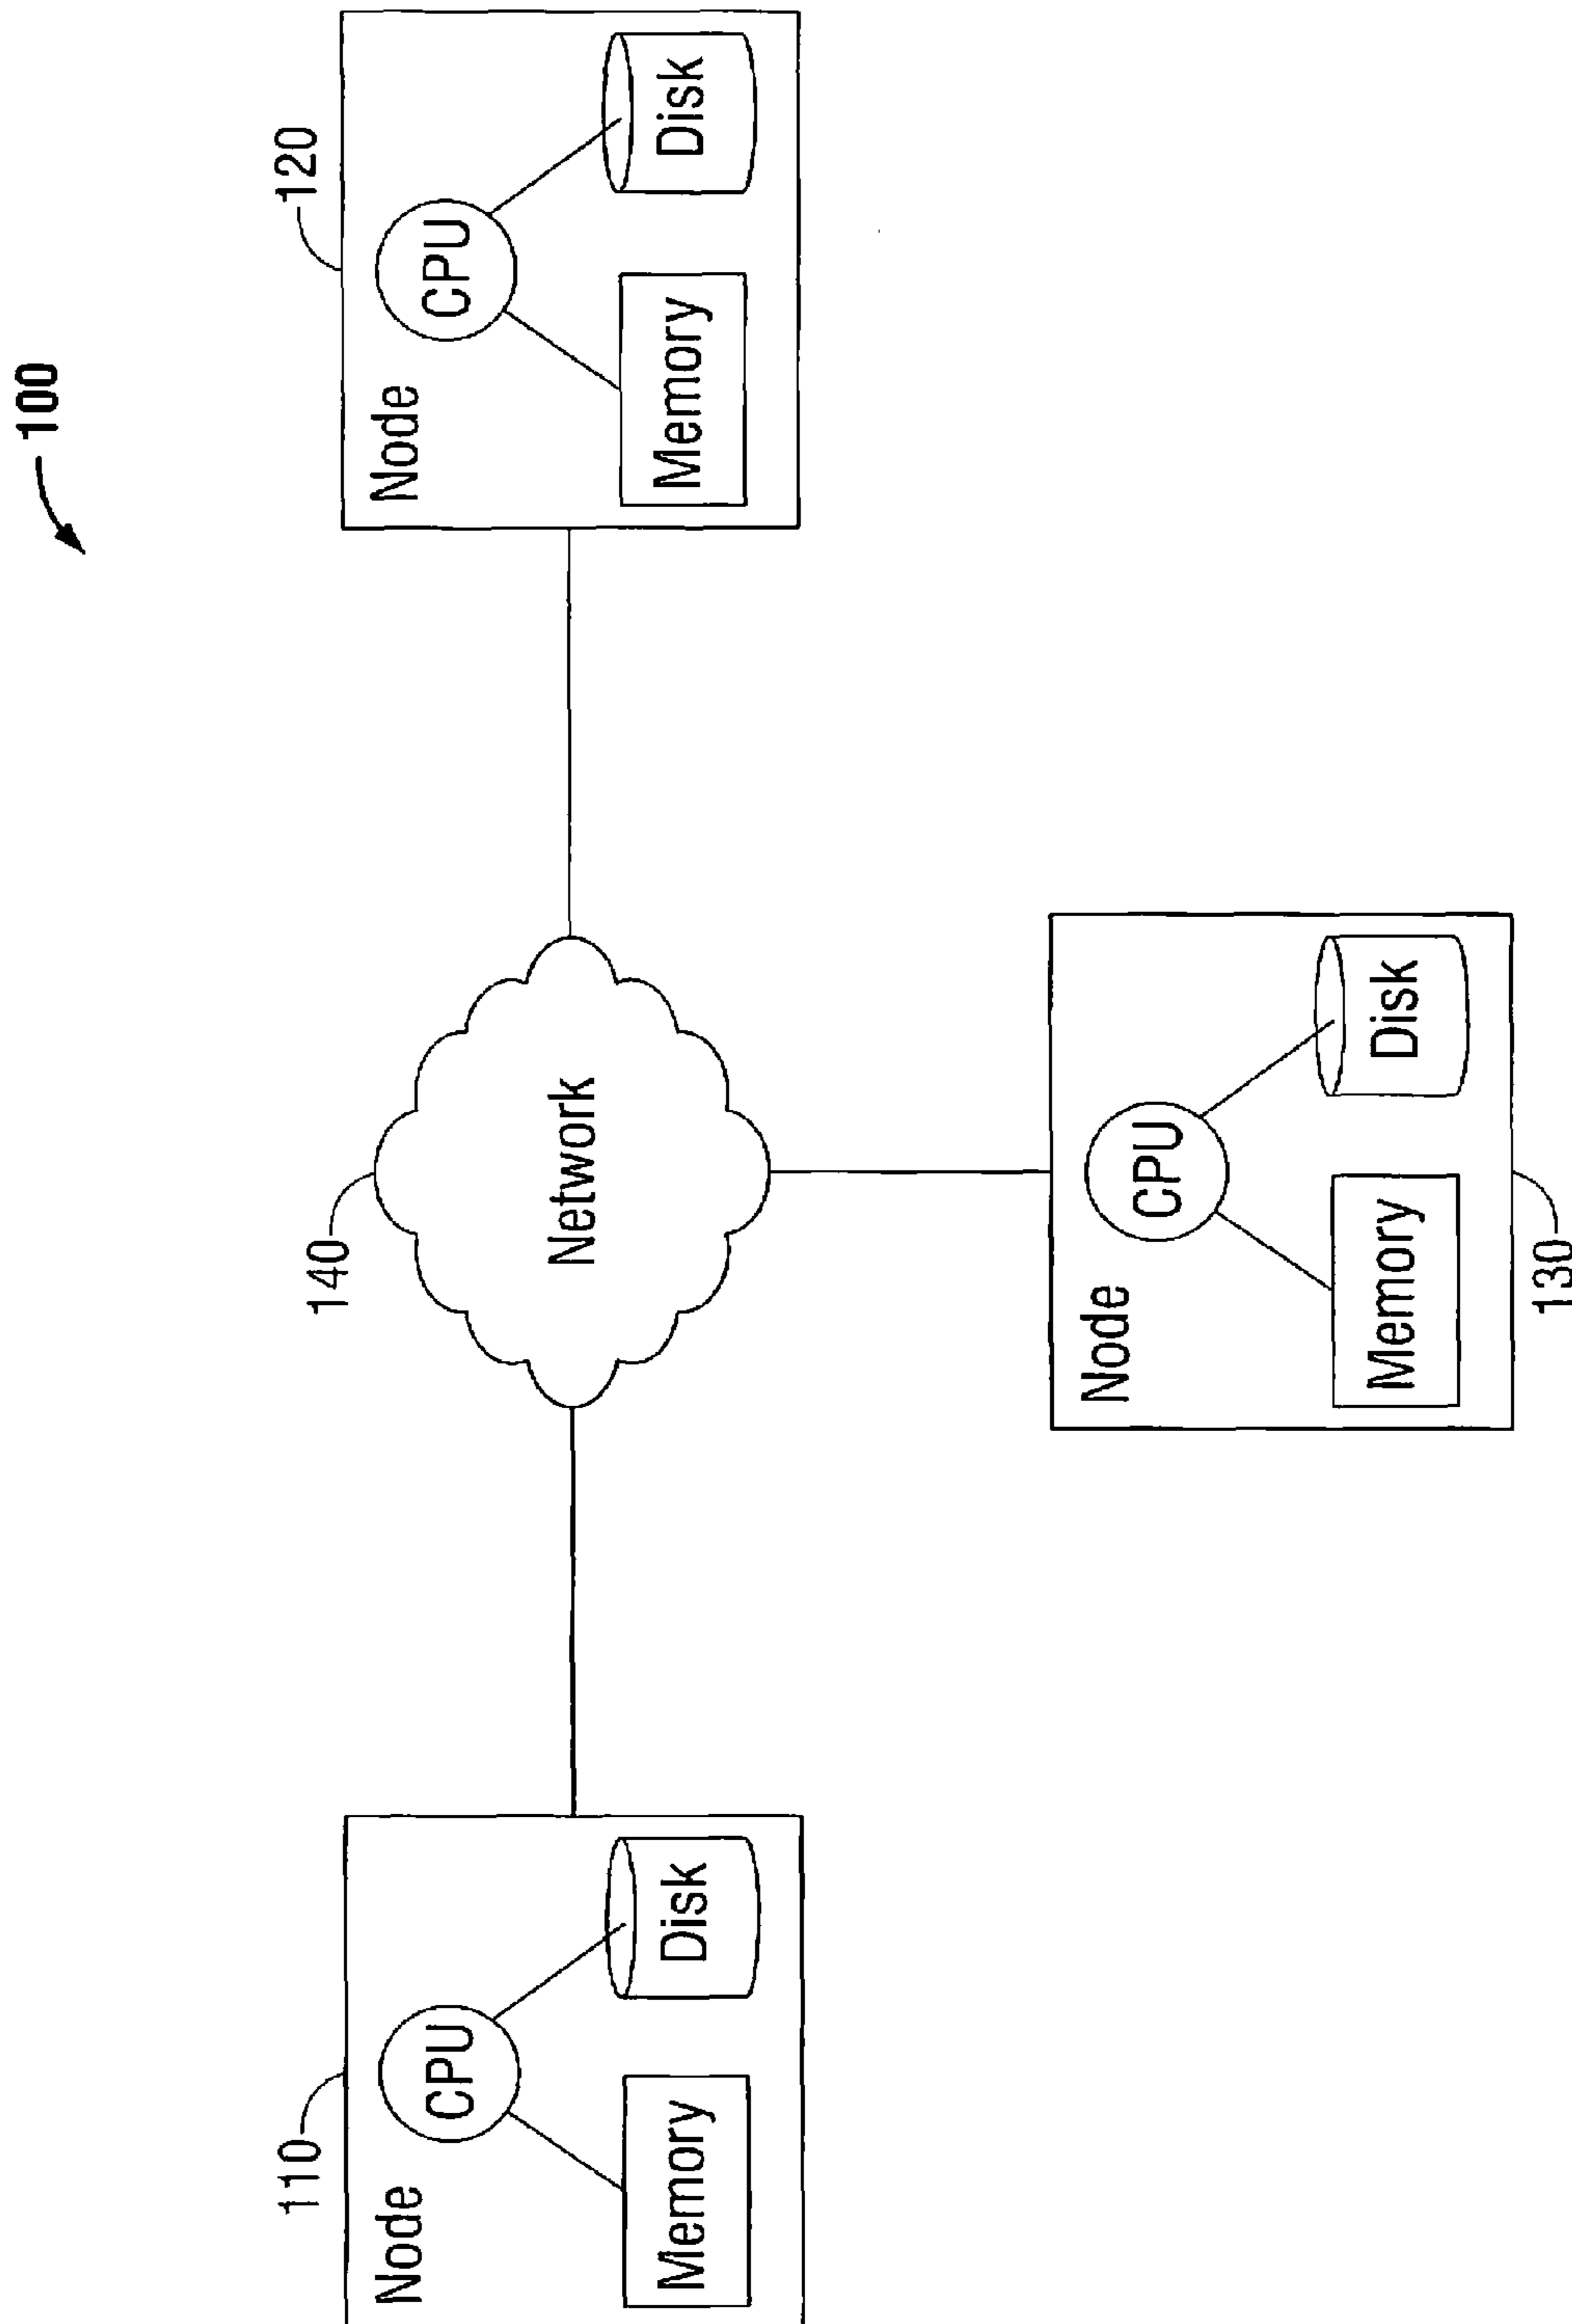 100
110
Node
CPU
Memory
Disk
140
Network
120
Node
CPU
Memory
Disk
Node
CPU
Memory
Disk
130